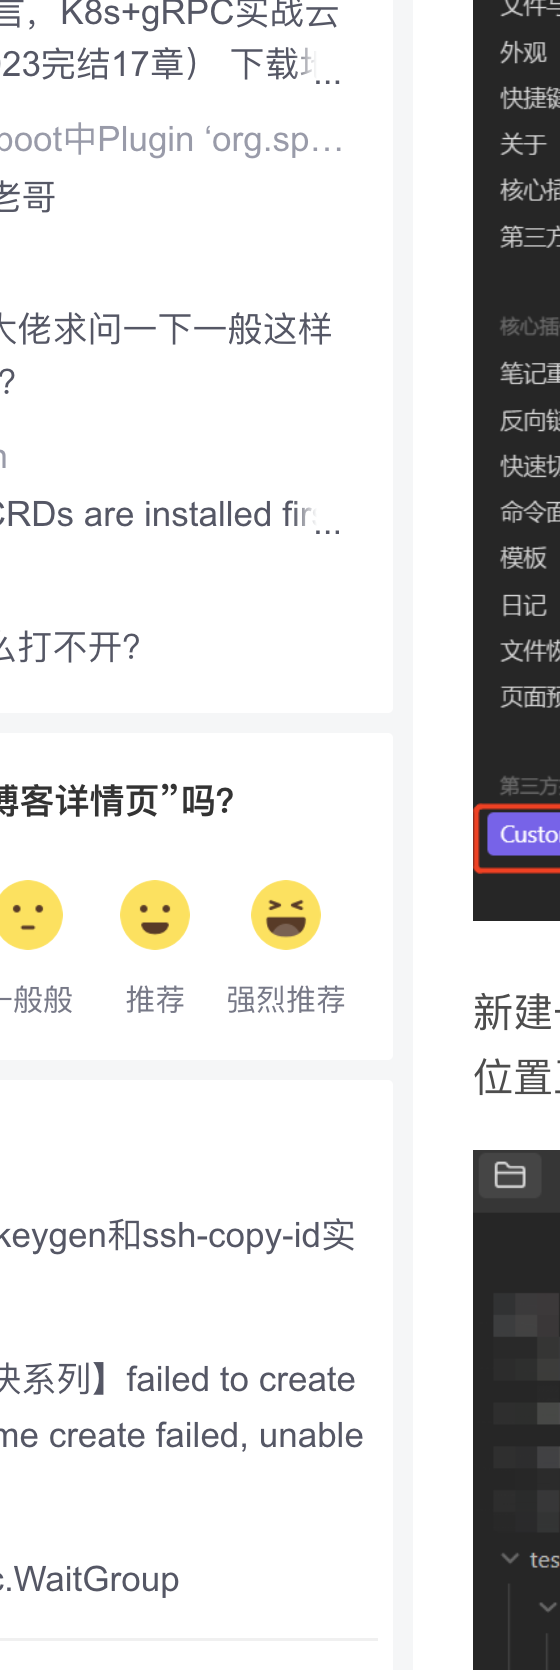 言，K8s+gRPC实战云
023完结17章） 下载...
boot中Plugin ‘org.sp...
老哥
大佬求问一下一般这样
?
CRDs are installed fir...
么打不开?
博客详情页”吗?
一般般
推荐
强烈推荐
keygen和ssh-copy-id实
决系列】failed to create
me create failed, unable
c.WaitGroup
文件与
外观
快捷键
关于
核心插
第三方
核心插
笔记重
反向链
快速切
命令面
模板
日记
文件恢
页面预
第三方
Custo
新建一
位置
tes